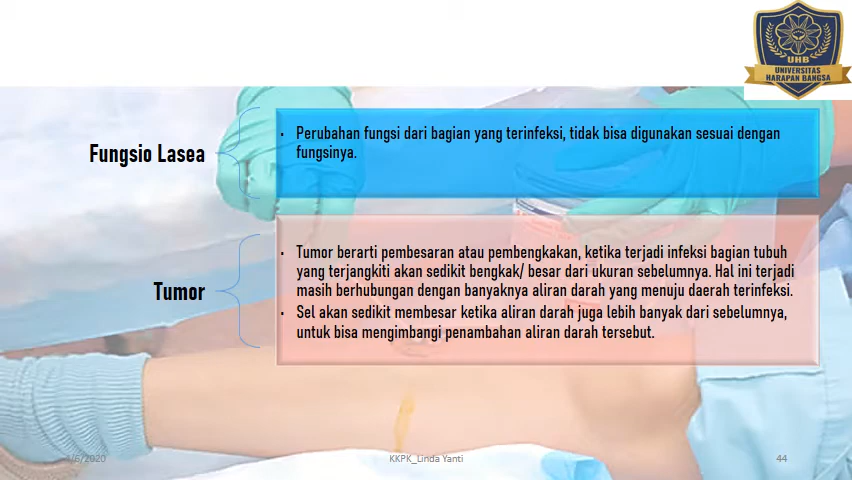 UHB
UNIVERSITAS
HARAPAN BANGSA
Fungsio Lasea
• Perubahan fungsi dari bagian yang terinfeksi, tidak bisa digunakan sesuai dengan
fungsinya.
Tumor
• Tumor berarti pembesaran atau pembengkakan, ketika terjadi infeksi bagian tubuh
yang terjangkiti akan sedikit bengkak/ besar dari ukuran sebelumnya. Hal ini terjadi
masih berhubungan dengan banyaknya aliran darah yang menuju daerah terinfeksi.
• Sel akan sedikit membesar ketika aliran darah juga lebih banyak dari sebelumnya,
untuk bisa mengimbangi penambahan aliran darah tersebut.
/6/2020
KKPK_Linda Yanti
44